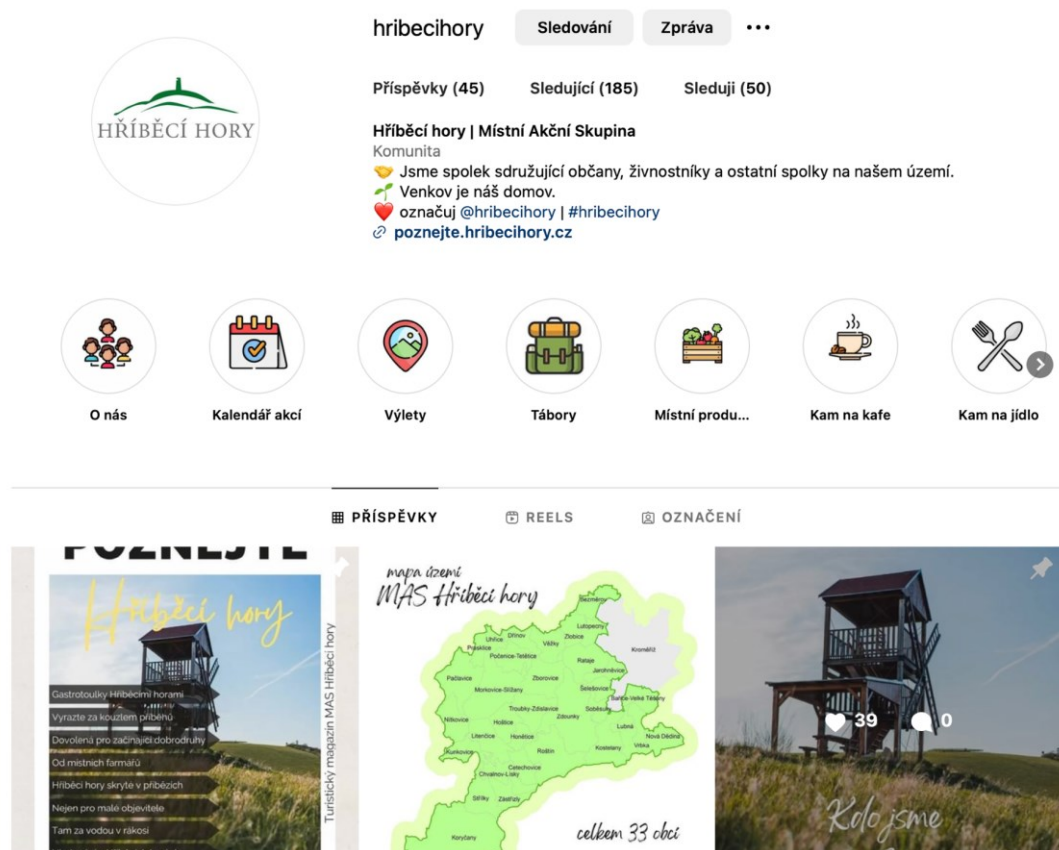 hribecihory Sledování Zpráva
Příspěvky (45) Sledující (185) Sleduji (50)
Hříběcí hory | Místní Akční Skupina
Komunita
Jsme spolek sdružující občany, živnostníky a ostatní spolky na našem území.
Venkov je náš domov.
označuj @hribecihory | #hribecihory
poznejte.hribecihory.cz
HŘÍBĚCÍ HORY
O nás Kalendář akcí Výlety Tábory Místní produ... Kam na kafe Kam na jídlo
PŘÍSPĚVKY REELS OZNAČENÍ
POZNEJTE
Hříběcí hory
Gastrotoulky Hříběcími horami
Vyrazte za kouzlem příběhů
Dovolená pro začínající dobrodruhy
Od místních farmářů
Hříběcí hory skryté v příbězích
Nejen pro malé objevitele
Tam za vodou v rákosí
Turistický magazín MAS Hříběcí hory
mapa území
MAS Hříběcí hory
Bezměrov
Lutopecny
Uhřice Dřínov Věžky Zlobice
Prasklice
Kroměříž
Počenice-Tetětice
Rataje
Jarohněvice
Pačlavice
Zborovice
Morkovice-Slížany
Šelešovice
Bařice-Velké Těšany
Troubky-Zdislavice
Soběsuky
Zdounky
Nítkovice
Hoštice
Lubná
Litenčice
Honětice
Nová Dědina
Kunkovice
Roštín
Kostelany
Vrbka
Cetechovice
Chvalnov-Lísky
Střílky Zástřizly
Koryčany
celkem 33 obcí
39 0
Kdo jsme